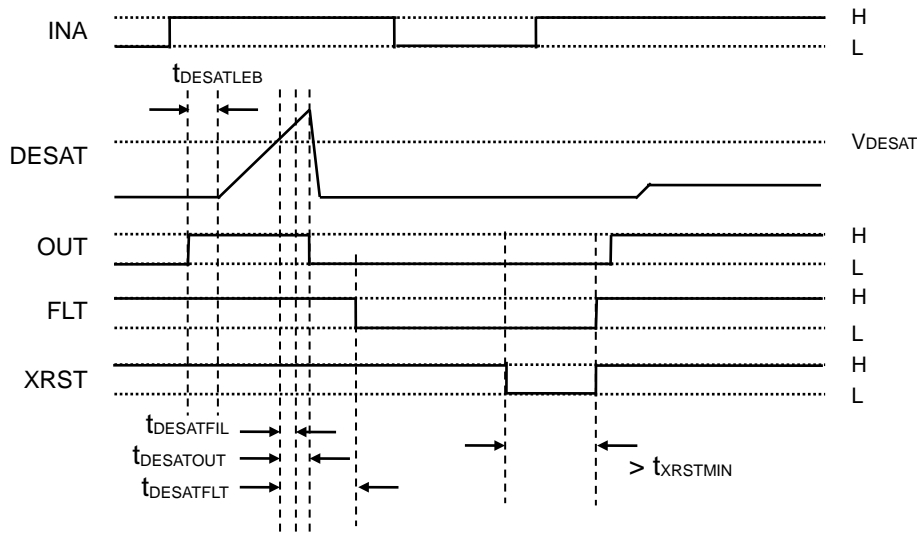 INA
H
L
tDESATLEB
DESAT
VDESAT
OUT
H
L
FLT
H
L
XRST
H
L
tDESATFIL
tDESATOUT
tDESATFLT
> tXRSTMIN